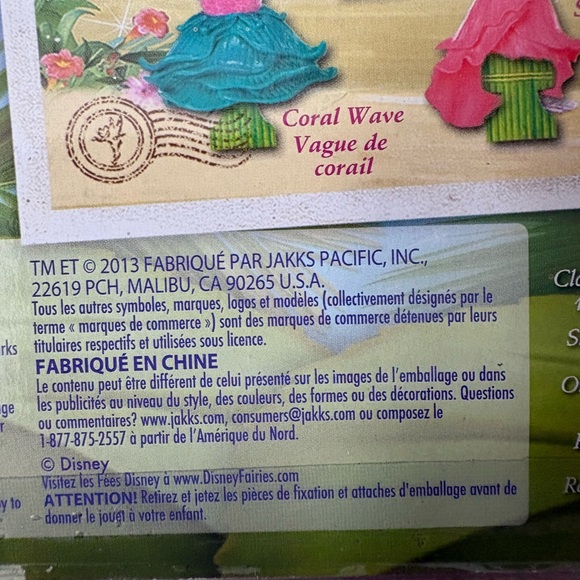 Coral Wave
Vague de
corail
TM ET © 2013 FABRIQUÉ PAR JAKKS PACIFIC, INC.,
22619 PCH, MALIBU, CA 90265 U.S.A.
Tous les autres symboles, marques, logos et modèles (collectivement désignés par le
terme « marques de commerce ») sont des marques de commerce détenues par leurs
titulaires respectifs et utilisées sous licence.
FABRIQUÉ EN CHINE
Le contenu peut être différent de celui présenté sur les images de l'emballage ou dans
les publicités au niveau du style, des couleurs, des formes ou des décorations. Questions
ou commentaires? www.jakks.com, consumers@jakks.com ou composez le
1-877-875-2557 à partir de l'Amérique du Nord.
© Disney
Visitez les Fées Disney à www.DisneyFairies.com
ATTENTION! Retirez et jetez les pièces de fixation et attaches d'emballage avant de
donner le jouet à votre enfant.